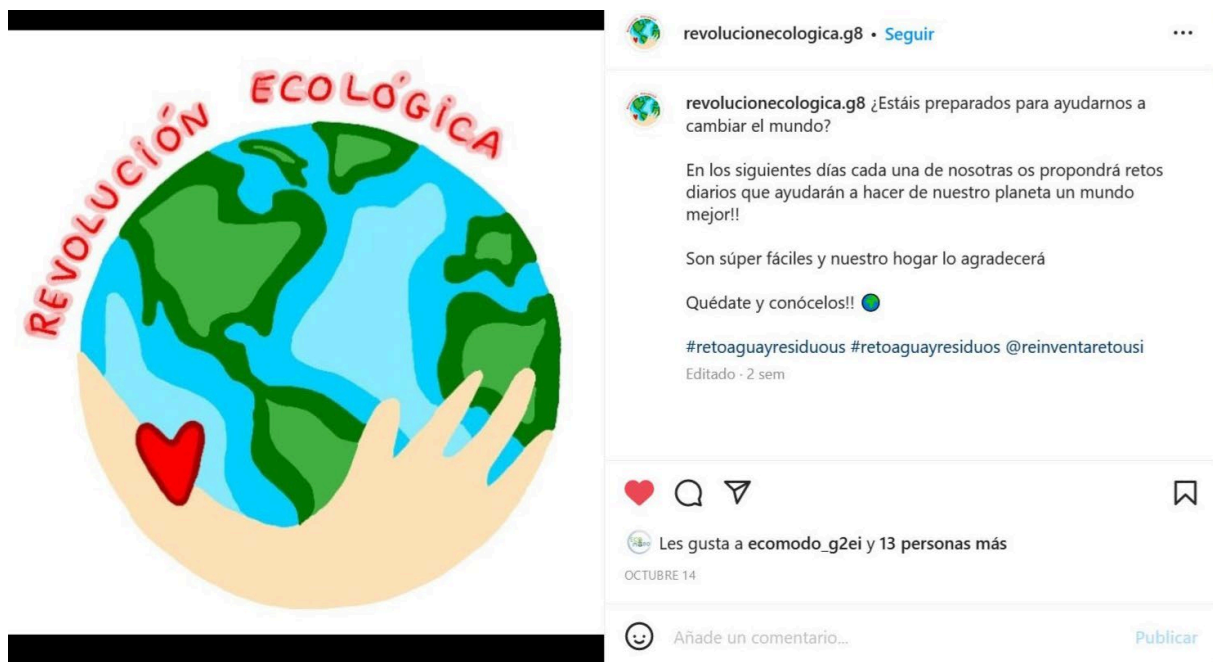 REVOLUCIÓN ECOLÓGICA
revolucionecologica.g8 • Seguir
revolucionecologica.g8 ¿Estáis preparados para ayudarnos a
cambiar el mundo?
En los siguientes días cada una de nosotras os propondrá retos
diarios que ayudarán a hacer de nuestro planeta un mundo
mejor!!
Son súper fáciles y nuestro hogar lo agradecerá
Quédate y conócelos!!
#retoaguayresiduous #retoaguayresiduos @reinventaretousi
Editado · 2 sem
Les gusta a ecomodo_g2ei y 13 personas más
OCTUBRE 14
Añade un comentario...
Publicar